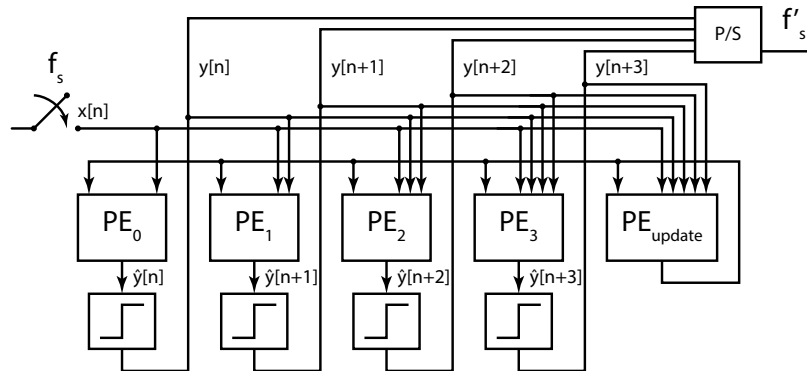 f's
P/S
y[n]
y[n+1]
y[n+2]
y[n+3]
fs
x[n]
PE0
PE1
PE2
PE3
PEupdate
ŷ[n]
ŷ[n+1]
ŷ[n+2]
ŷ[n+3]